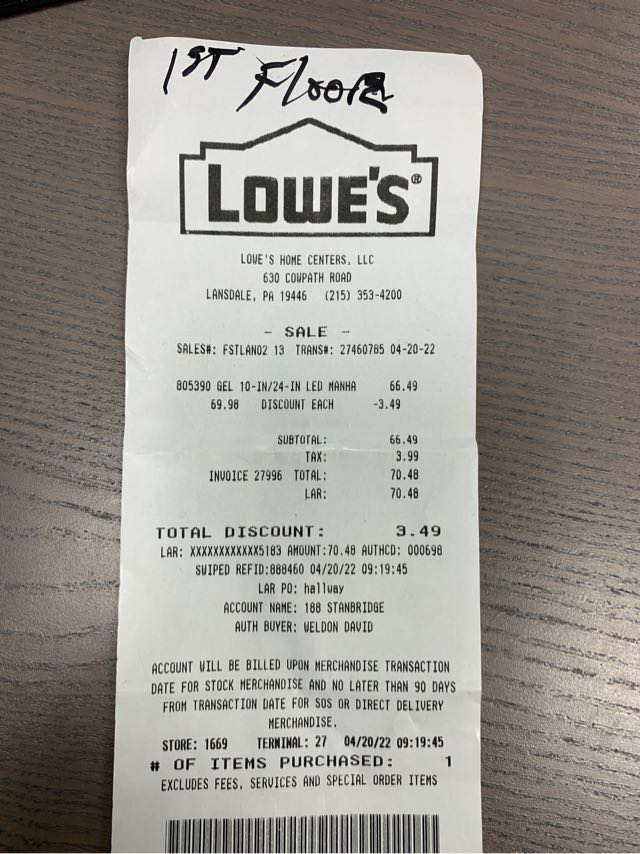 1ST Floor
LOWE'S®
LOWE'S HOME CENTERS, LLC
630 COWPATH ROAD
LANSDALE, PA 19446 (215) 353-4200
- SALE -
SALES#: FSTLAN02 13 TRANS#: 27460785 04-20-22
805390 GEL 10-IN/24-IN LED MANHA 66.49
69.98 DISCOUNT EACH -3.49
SUBTOTAL: 66.49
TAX: 3.99
INVOICE 27996 TOTAL: 70.48
LAR: 70.48
TOTAL DISCOUNT: 3.49
LAR: XXXXXXXXXXXX5183 AMOUNT:70.48 AUTHCD: 000698
SWIPED REFID:888460 04/20/22 09:19:45
LAR PO: hallway
ACCOUNT NAME: 188 STANBRIDGE
AUTH BUYER: WELDON DAVID
ACCOUNT WILL BE BILLED UPON MERCHANDISE TRANSACTION
DATE FOR STOCK MERCHANDISE AND NO LATER THAN 90 DAYS
FROM TRANSACTION DATE FOR SOS OR DIRECT DELIVERY
MERCHANDISE.
STORE: 1669 TERMINAL: 27 04/20/22 09:19:45
# OF ITEMS PURCHASED: 1
EXCLUDES FEES, SERVICES AND SPECIAL ORDER ITEMS